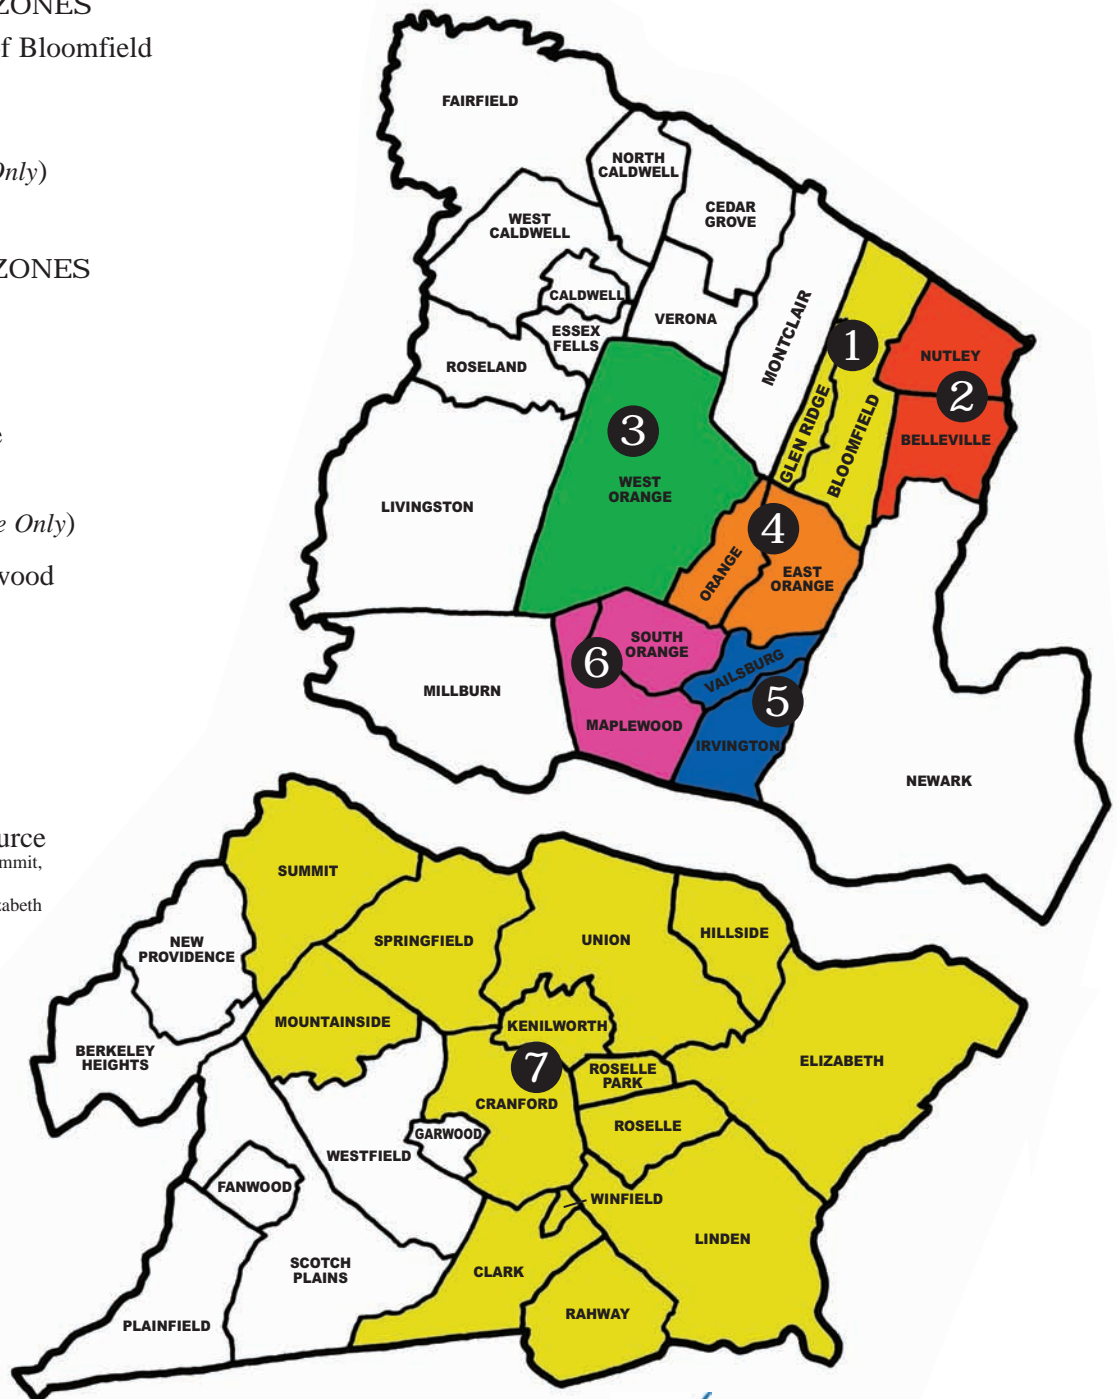 ZONES
f Bloomfield
Only)
ZONES
e
e Only)
wood
urce
mmit,
zabeth
FAIRFIELD
NORTH
CALDWELL
CEDAR
GROVE
WEST
CALDWELL
CALDWELL
ESSEX
FELLS
VERONA
ROSELAND
MONTCLAIR
1
NUTLEY
2
BELLEVILLE
GLEN RIDGE
BLOOMFIELD
3
WEST
ORANGE
LIVINGSTON
4
ORANGE
EAST
ORANGE
SOUTH
ORANGE
6
VAILSBURG
MILLBURN
5
MAPLEWOOD
IRVINGTON
NEWARK
SUMMIT
SPRINGFIELD
UNION
HILLSIDE
NEW
PROVIDENCE
MOUNTAINSIDE
KENILWORTH
BERKELEY
HEIGHTS
7
ROSELLE
PARK
ELIZABETH
CRANFORD
ROSELLE
GARWOOD
WESTFIELD
FANWOOD
WINFIELD
LINDEN
SCOTCH
PLAINS
CLARK
RAHWAY
PLAINFIELD